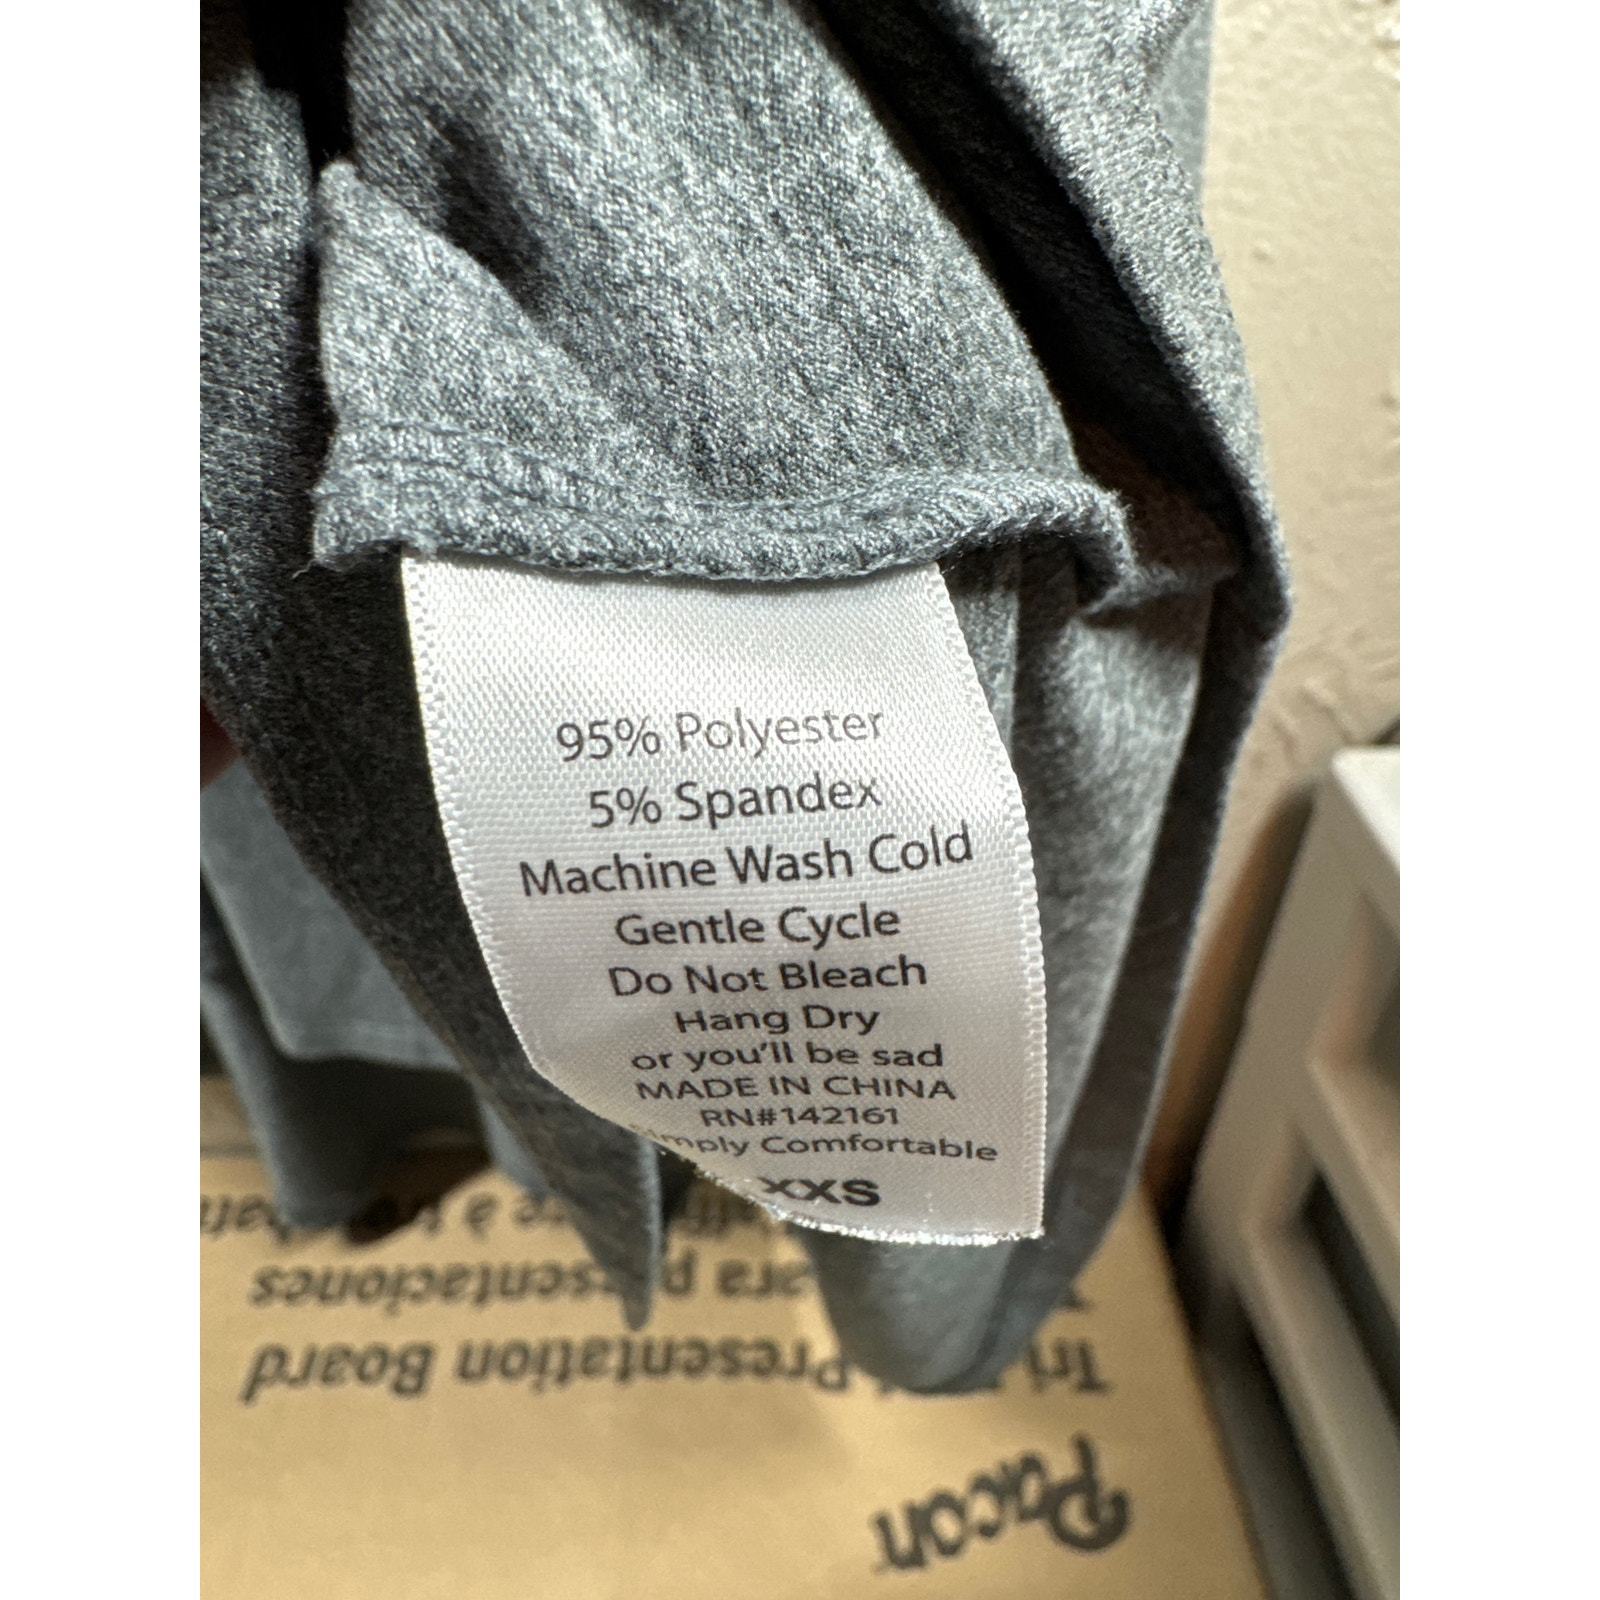 95% Polyester
5% Spandex
Machine Wash Cold
Gentle Cycle
Do Not Bleach
Hang Dry
or you'll be sad
MADE IN CHINA
RN#142161
Simply Comfortable
XXS
Pacon
Presentation Board
presentaciones